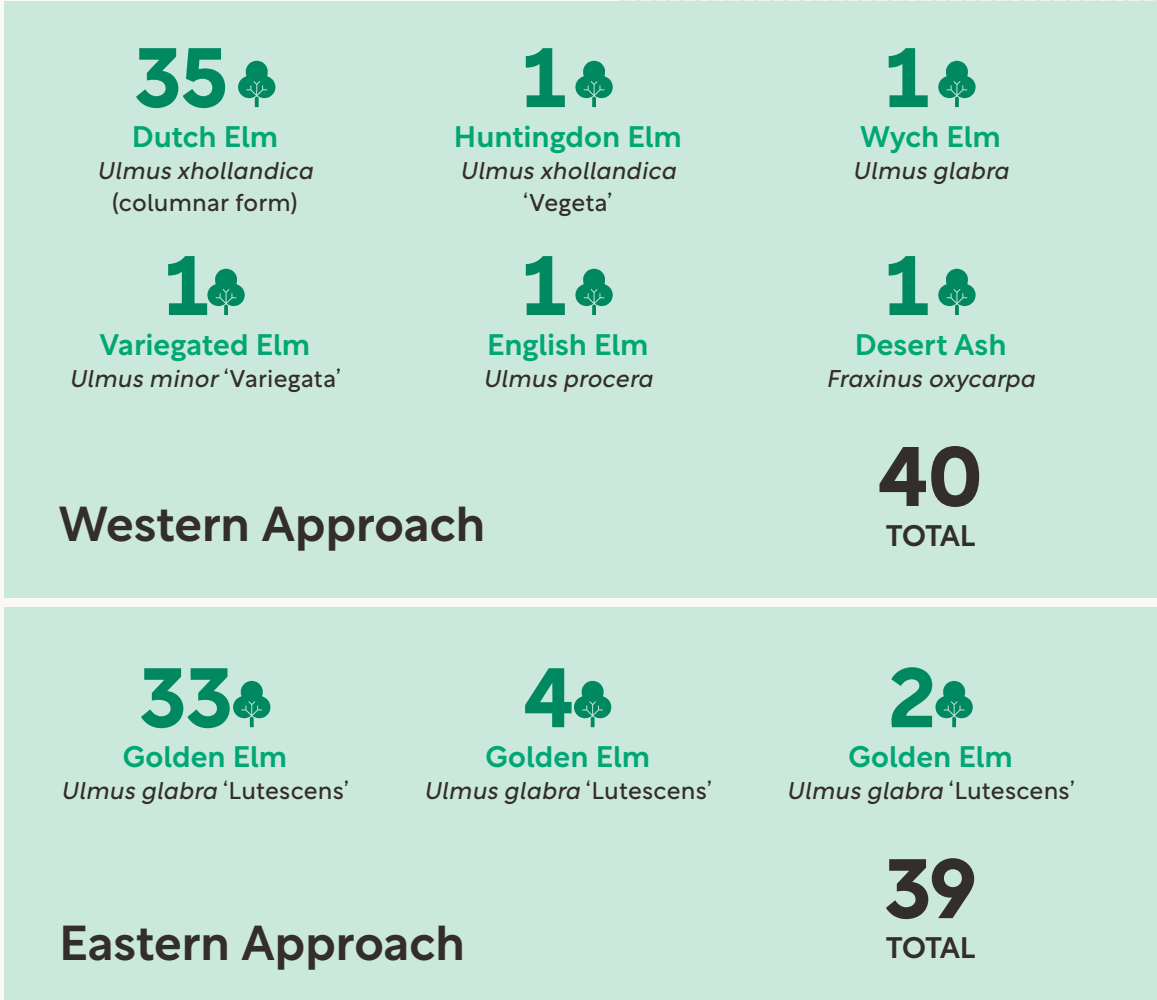 35
Dutch Elm
Ulmus xhollandica
(columnar form)
1
Huntingdon Elm
Ulmus xhollandica
‘Vegeta’
1
Wych Elm
Ulmus glabra
1
Variegated Elm
Ulmus minor ‘Variegata’
1
English Elm
Ulmus procera
1
Desert Ash
Fraxinus oxycarpa
Western Approach
40
TOTAL
33
Golden Elm
Ulmus glabra ‘Lutescens’
4
Golden Elm
Ulmus glabra ‘Lutescens’
2
Golden Elm
Ulmus glabra ‘Lutescens’
Eastern Approach
39
TOTAL